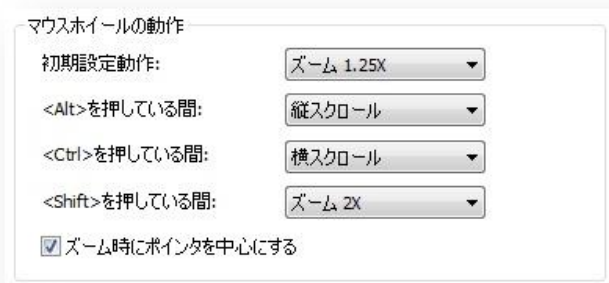 マウスホイールの動作
初期設定動作: ズーム 1.25X
<Alt>を押している間: 縦スクロール
<Ctrl>を押している間: 横スクロール
<Shift>を押している間: ズーム 2X
ズーム時にポインタを中心にする